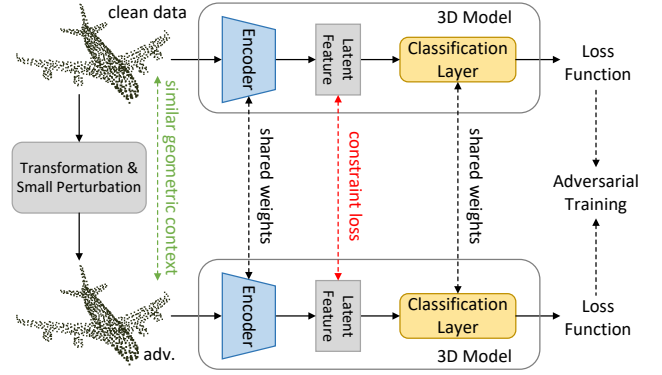 clean data
3D Model
Encoder
Latent
Feature
Classification
Layer
Loss
Function
similar geometric context
shared weights
constraint loss
shared weights
Transformation &
Small Perturbation
Adversarial
Training
adv.
Encoder
Latent
Feature
Classification
Layer
Loss
Function
3D Model